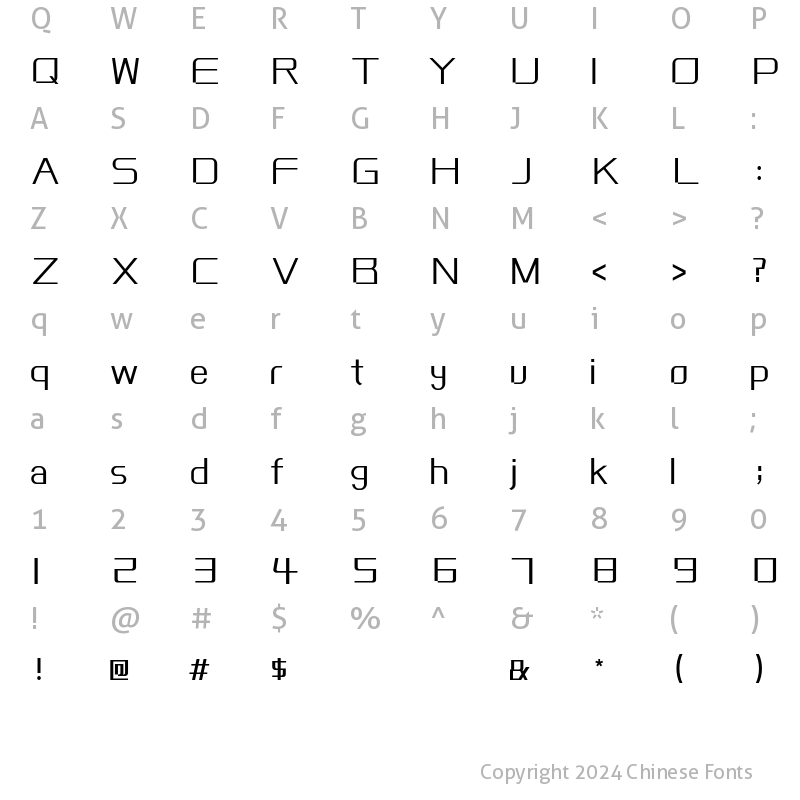 Q W E R T Y U I O P
Q W E R T Y U I O P
A S D F G H J K L :
A S D F G H J K L :
Z X C V B N M < > ?
Z X C V B N M < > ?
q w e r t y u i o p
q w e r t y u i o p
a s d f g h j k l ;
a s d f g h j k l ;
1 2 3 4 5 6 7 8 9 0
1 2 3 4 5 6 7 8 9 0
! @ # $ % ^ & * ( )
! @ # $ & * ( )
Copyright 2024 Chinese Fonts